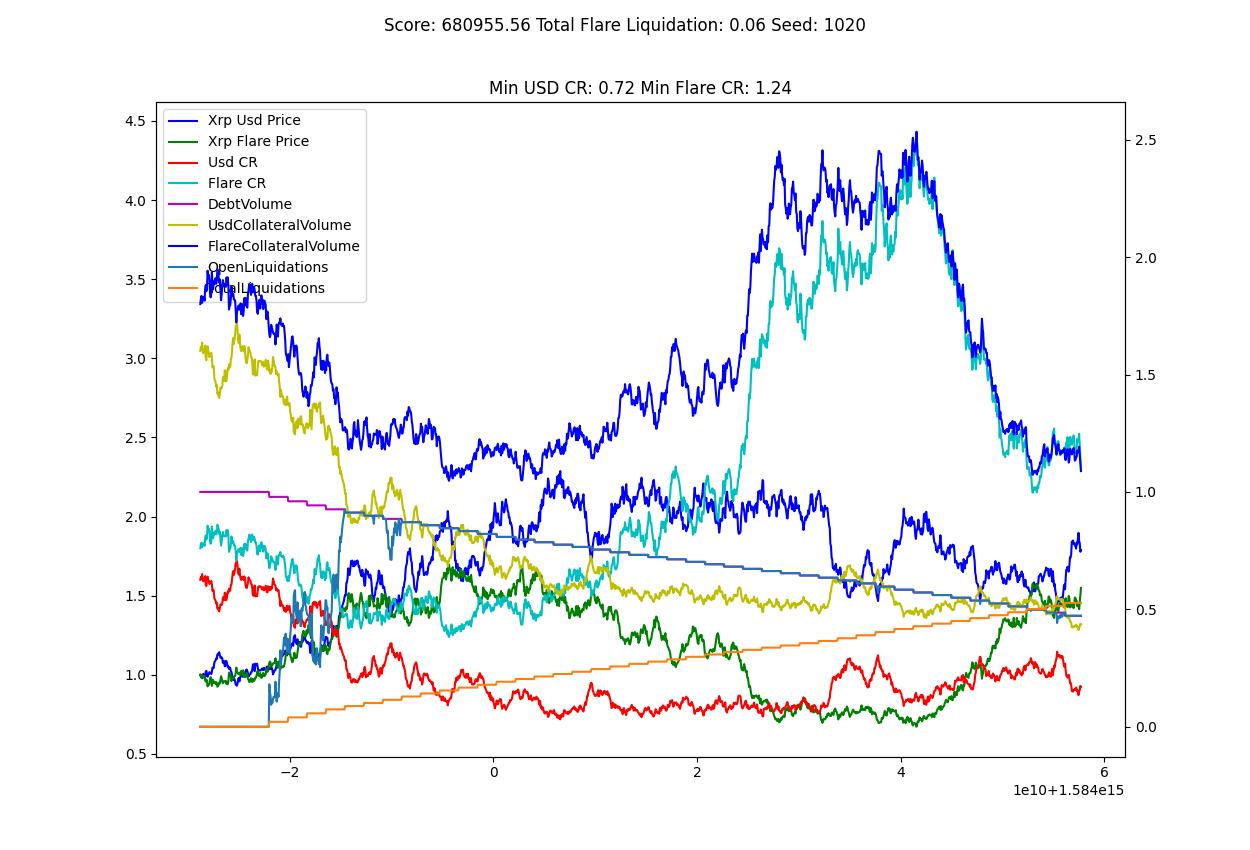 Score: 680955.56 Total Flare Liquidation: 0.06 Seed: 1020
Min USD CR: 0.72 Min Flare CR: 1.24
Xrp Usd Price
Xrp Flare Price
Usd CR
Flare CR
DebtVolume
UsdCollateralVolume
FlareCollateralVolume
OpenLiquidations
TotalLiquidations
4.5
4.0
3.5
3.0
2.5
2.0
1.5
1.0
0.5
2.5
2.0
1.5
1.0
0.5
0.0
−2
0
2
4
6
1e10+1.584e15